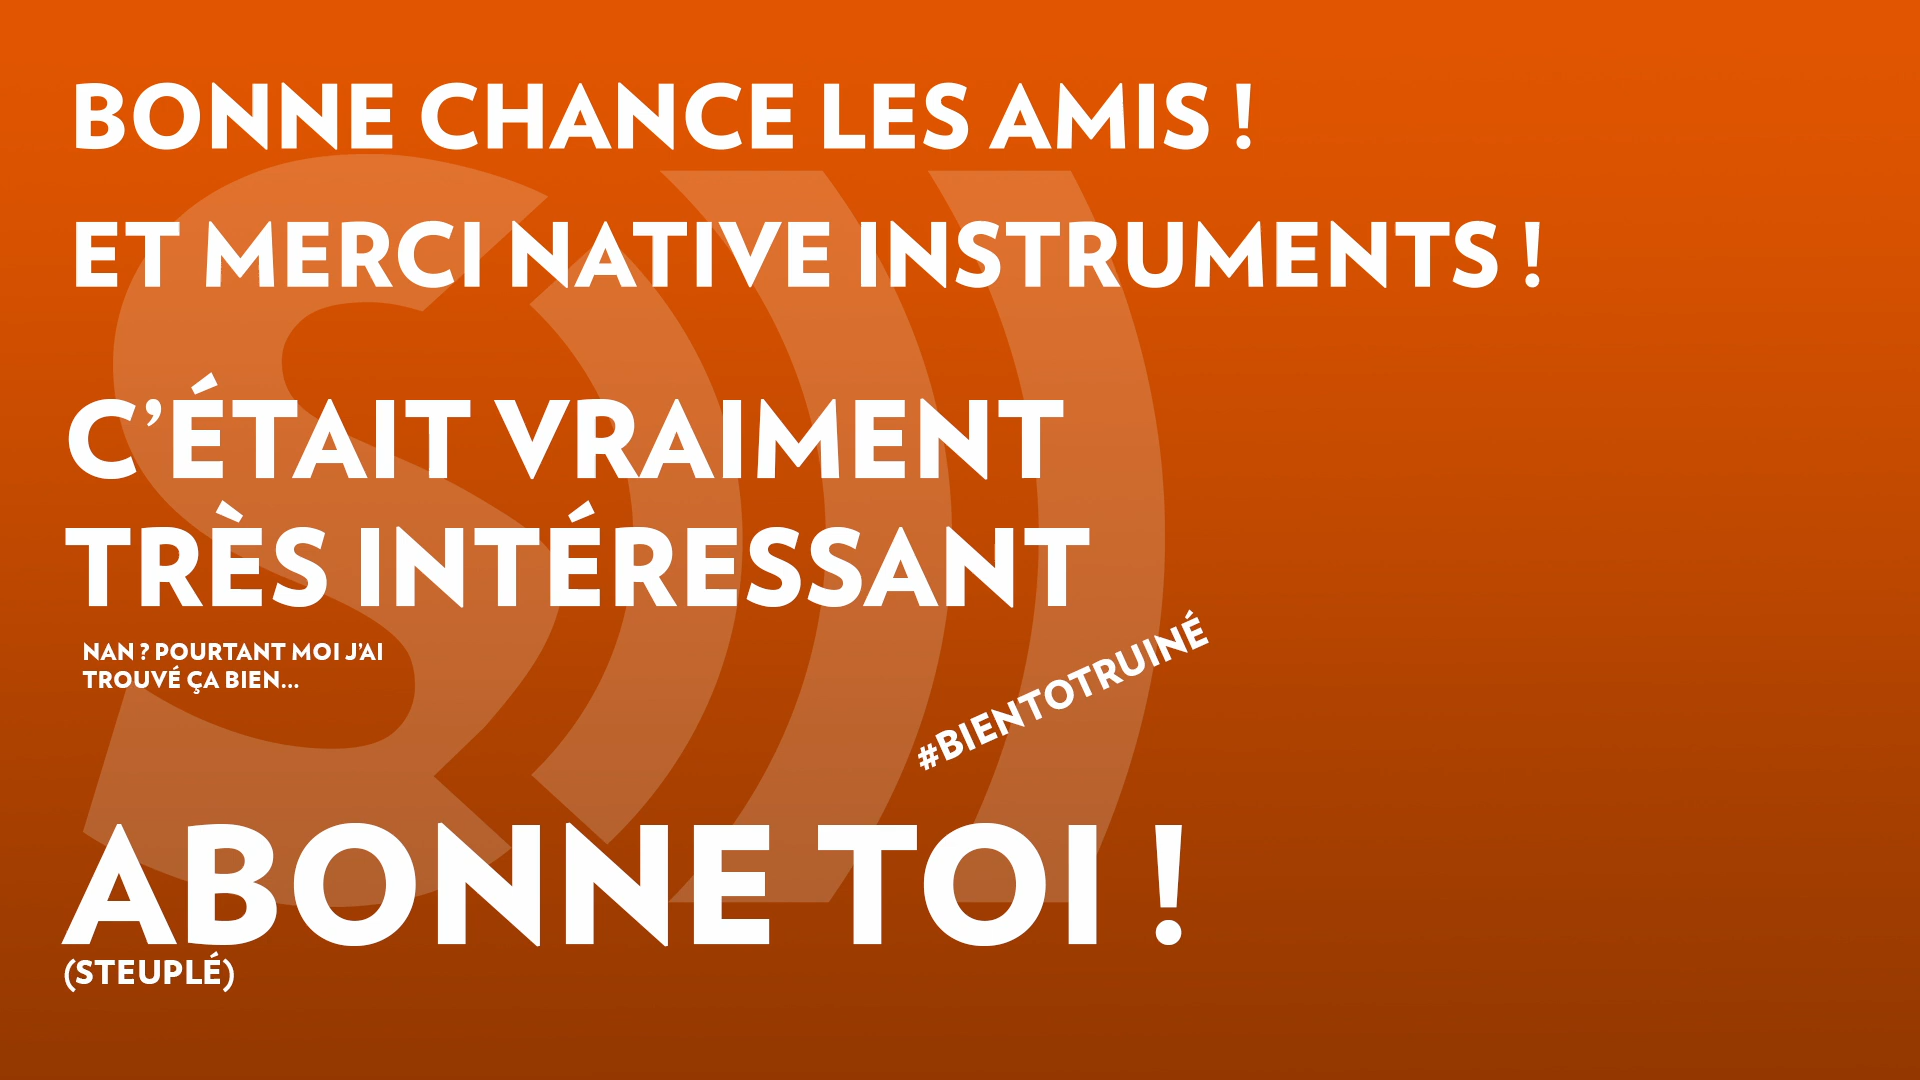 BONNE CHANCE LES AMIS !
ET MERCI NATIVE INSTRUMENTS !
C’ÉTAIT VRAIMENT
TRÈS INTÉRESSANT
NAN ? POURTANT MOI J’AI
TROUVÉ ÇA BIEN...
#BIENTOTRUINÉ
ABONNE TOI !
(STEUPLÉ)